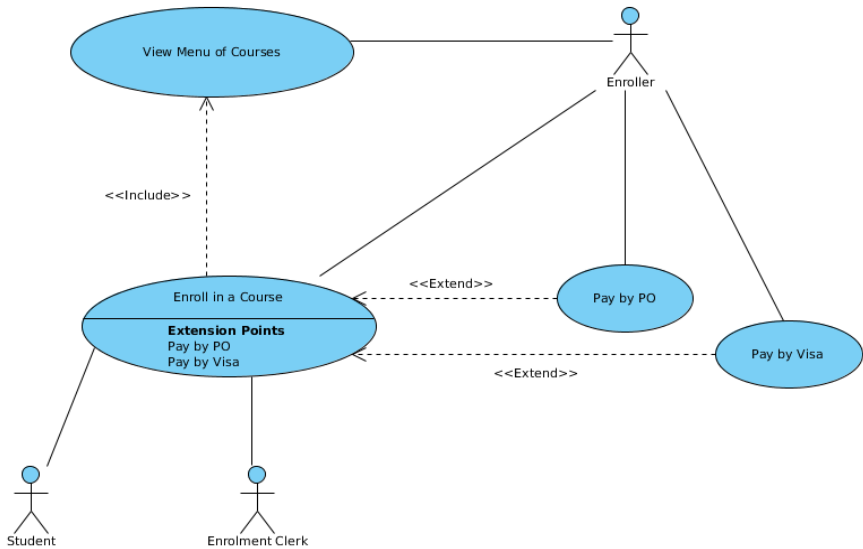 View Menu of Courses
Enroller
<<Include>>
Enroll in a Course
Extension Points
Pay by PO
Pay by Visa
<<Extend>>
Pay by PO
<<Extend>>
Pay by Visa
Student
Enrolment Clerk